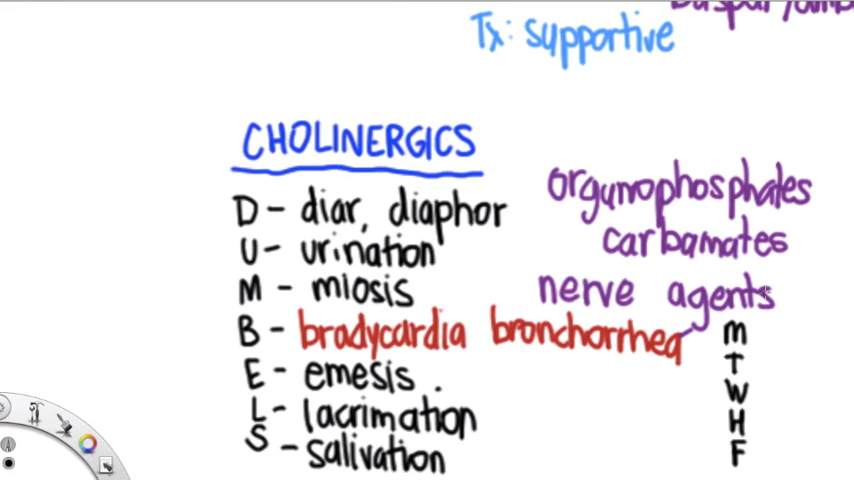 Tx: supportive
CHOLINERGICS
D - diar, diaphor
U - urination
M - miosis
B - bradycardia bronchorrhea
E - emesis.
L - lacrimation
S - salivation
organophosphates
carbamates
nerve agents
M
T
W
H
F